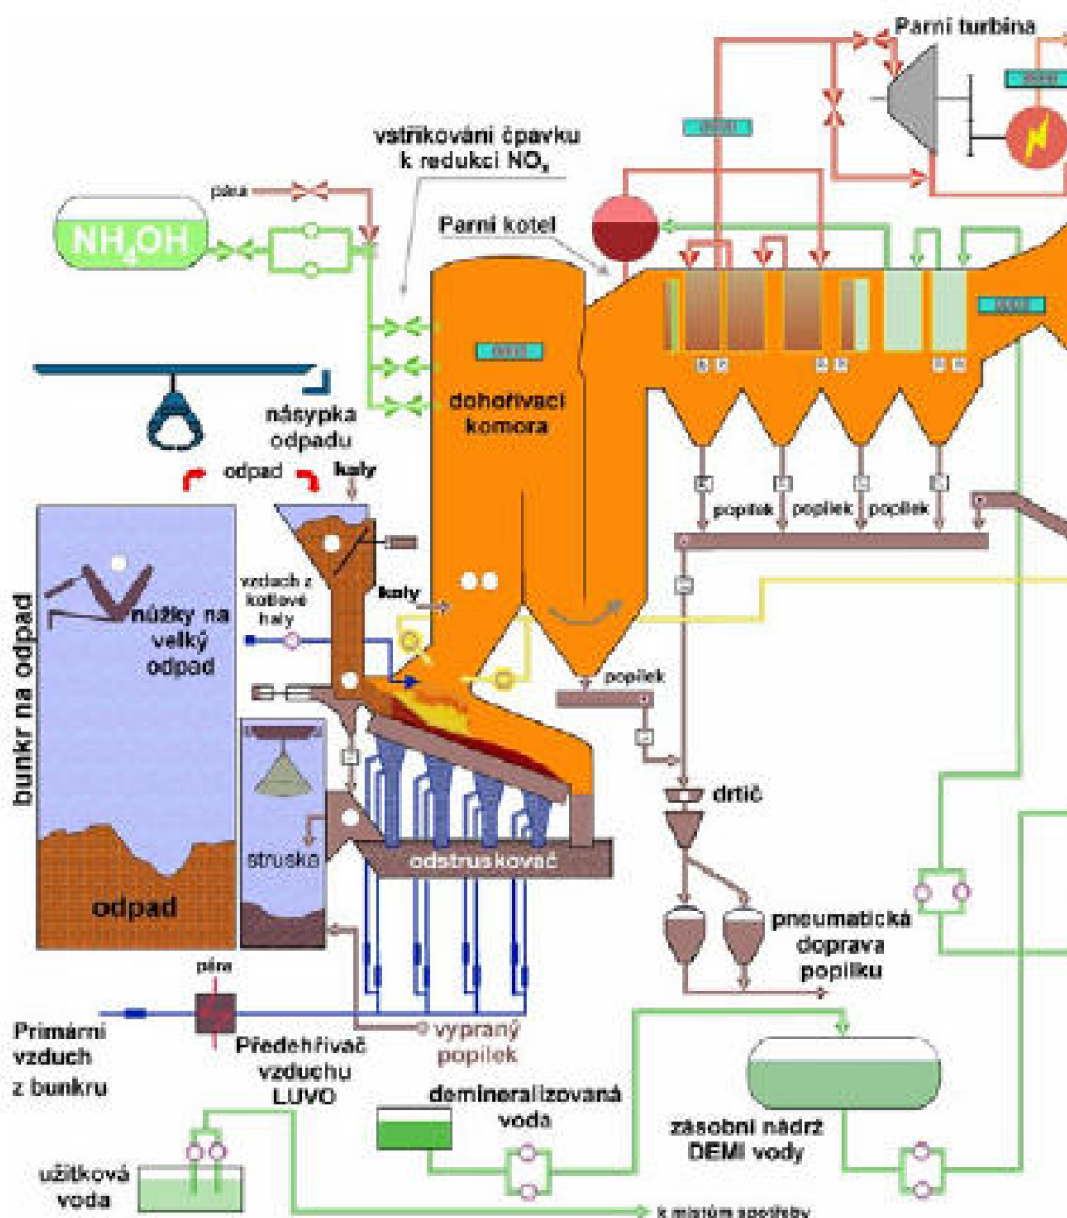 Parní turbína
vstřikování čpavku
k redukci NOx
pára
NH4OH
Parní kotel
dohořívací
komora
násypka
odpadu
odpad
kaly
popílek
popílek
popílek
vzduch z
kotlové
haly
kaly
nůžky na
velký
odpad
bunkr na odpad
popílek
drtič
struska
odstruskovač
odpad
pneumatická
doprava
popílku
pára
Primární
vzduch
z bunkru
Předehřívač
vzduchu
LUVO
vypraný
popílek
demineralizovaná
voda
zásobní nádrž
DEMI vody
užitková
voda
k místům spotřeby